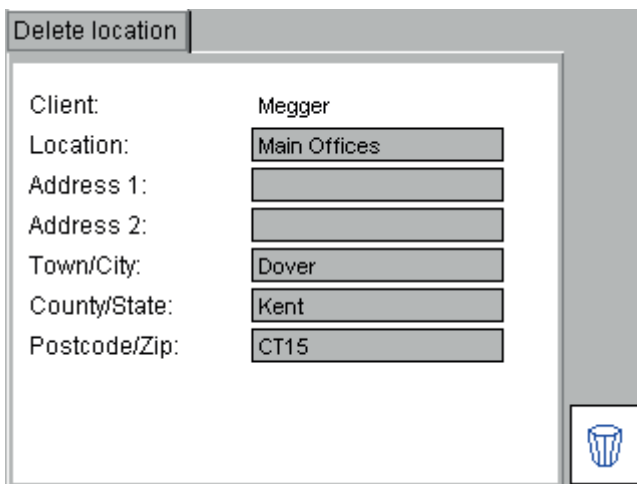 Delete location
Client: Megger
Location: Main Offices
Address 1:
Address 2:
Town/City: Dover
County/State: Kent
Postcode/Zip: CT15